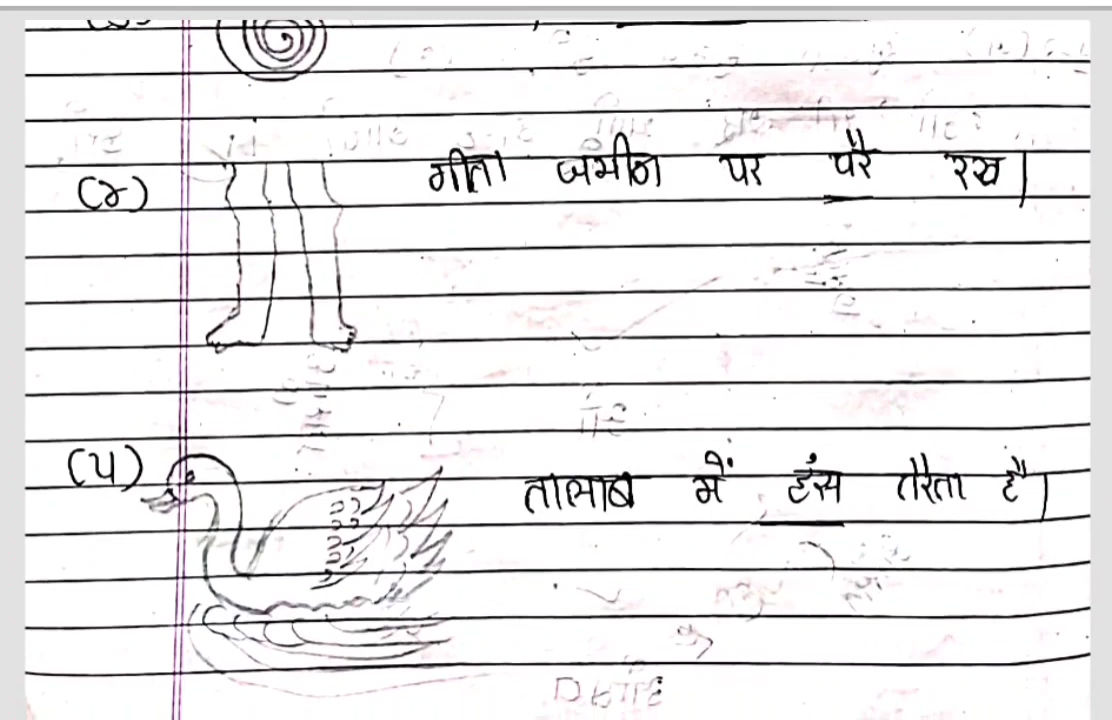 (४) गीता जमीन पर पैर रख।
(५) तालाब में हंस तैरता है।